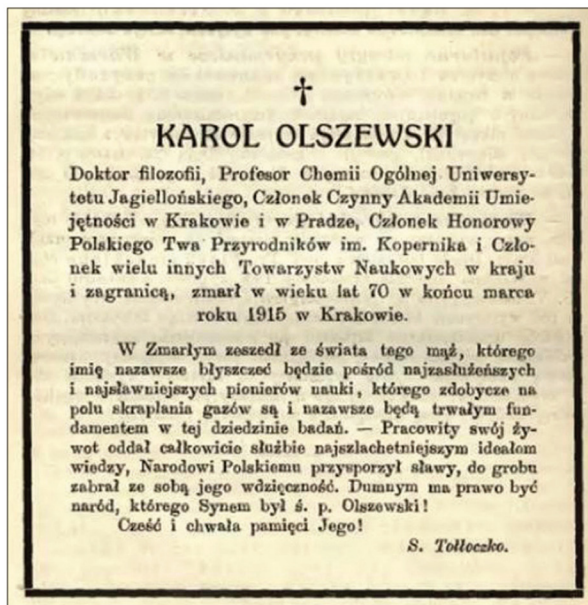 †
KAROL OLSZEWSKI
Doktor filozofii, Profesor Chemii Ogólnej Uniwersy-
tetu Jagiellońskiego, Członek Czynny Akademii Umie-
jętności w Krakowie i w Pradze, Członek Honorowy
Polskiego Twa Przyrodników im. Kopernika i Czło-
nek wielu innych Towarzystw Naukowych w kraju
i zagranicą, zmarł w wieku lat 70 w końcu marca
roku 1915 w Krakowie.
W Zmarłym zeszedł ze świata tego mąż, którego
imię nazawsze błyszczeć będzie pośród najzasłużeńszych
i najsławniejszych pionierów nauki, którego zdobycze na
polu skraplania gazów są i nazawsze będą trwałym fun-
damentem w tej dziedzinie badań. — Pracowity swój ży-
wot oddał całkowicie służbie najszlachetniejszym ideałom
wiedzy, Narodowi Polskiemu przysporzył sławy, do grobu
zabrał ze sobą jego wdzięczność. Dumnym ma prawo być
naród, którego Synem był ś. p. Olszewski!
Cześć i chwała pamięci Jego!
S. Tołłoczko.